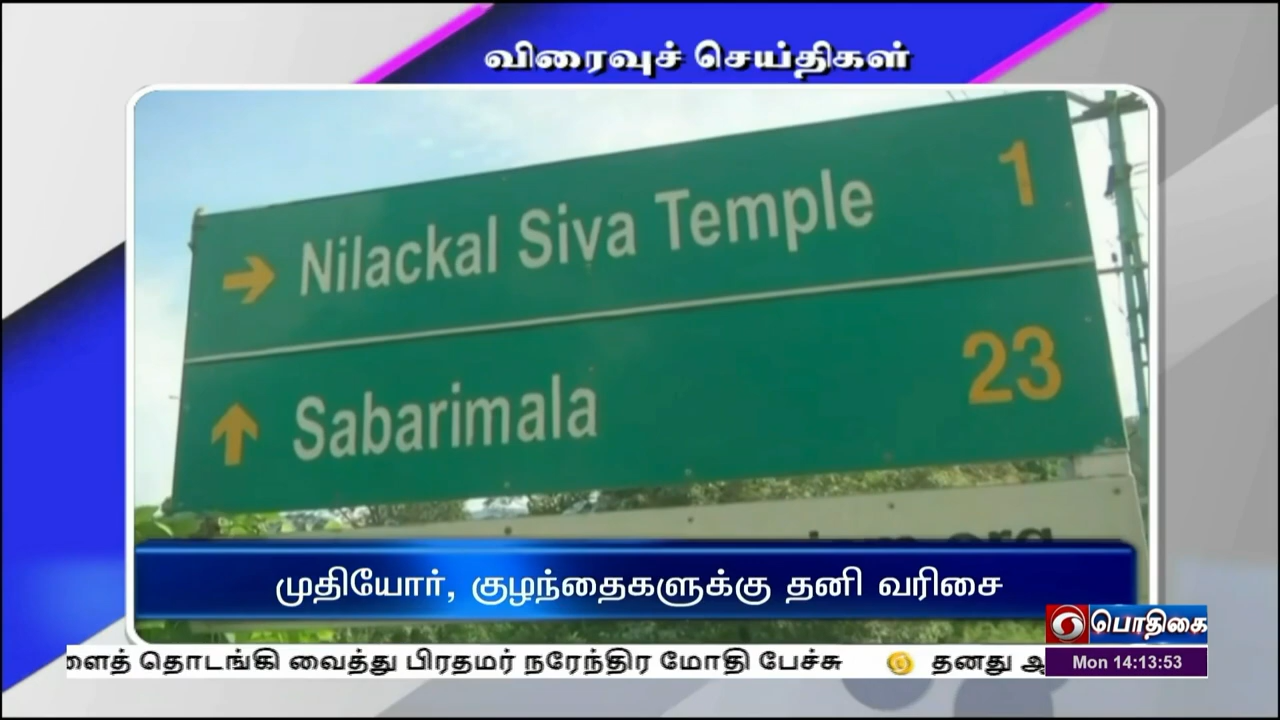 விரைவுச் செய்திகள்
Nilackal Siva Temple 1
Sabarimala 23
முதியோர், குழந்தைகளுக்கு தனி வரிசை
பொதிகை
ளைத் தொடங்கி வைத்து பிரதமர் நரேந்திர மோதி பேச்சு தனது
Mon 14:13:53